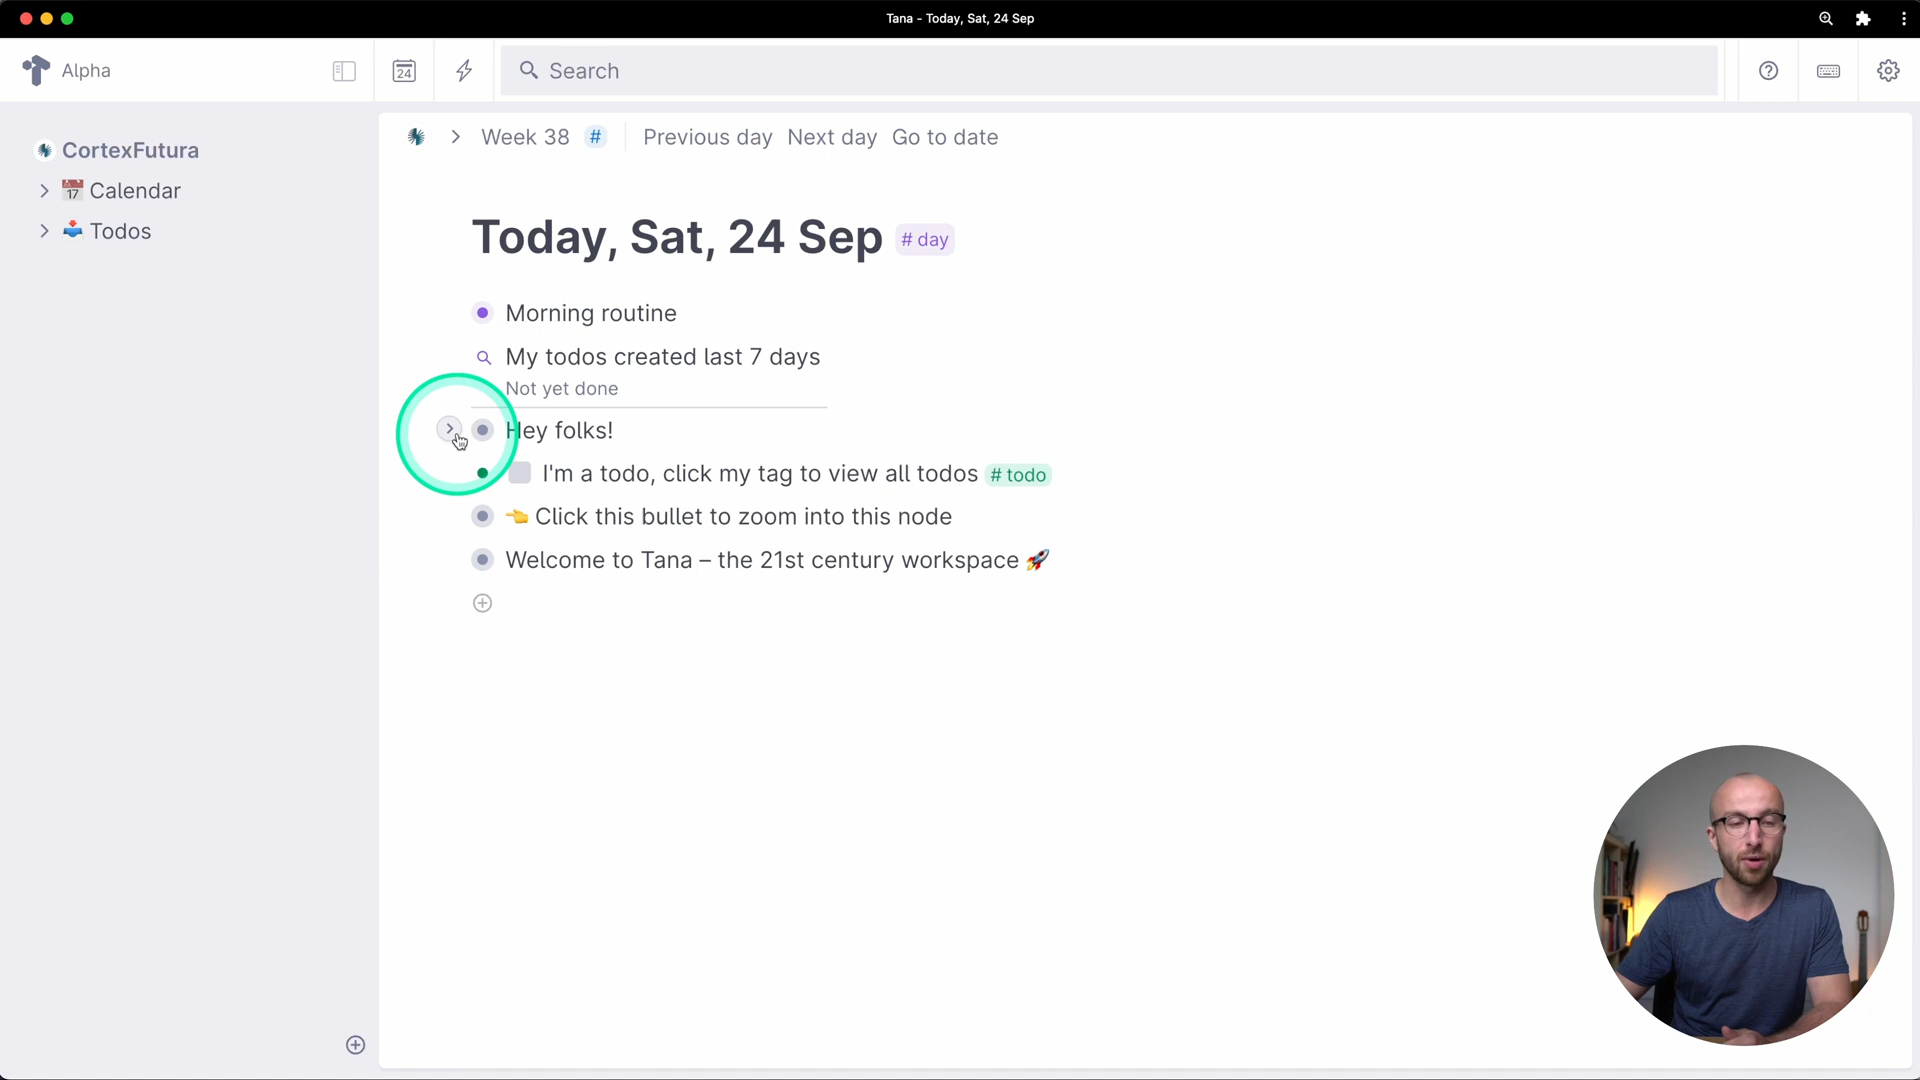 Tana - Today, Sat, 24 Sep
Alpha
24
Search
CortexFutura
17 Calendar
Todos
Week 38 #
Previous day Next day Go to date
Today, Sat, 24 Sep # day
Morning routine
My todos created last 7 days
Not yet done
Hey folks!
I'm a todo, click my tag to view all todos # todo
👈 Click this bullet to zoom into this node
Welcome to Tana – the 21st century workspace 🚀